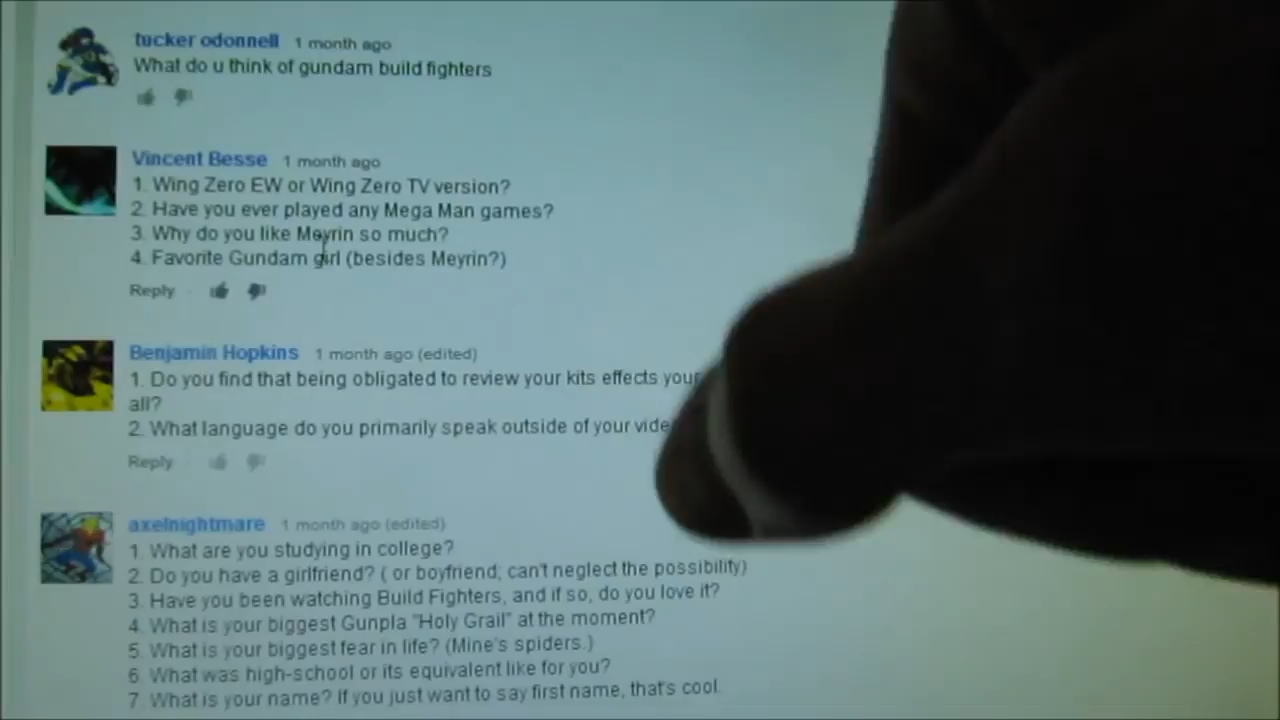 tucker odonnell 1 month ago
What do u think of gundam build fighters
Vincent Besse 1 month ago
1. Wing Zero EW or Wing Zero TV version?
2. Have you ever played any Mega Man games?
3. Why do you like Meyrin so much?
4. Favorite Gundam girl (besides Meyrin?)
Reply
Benjamin Hopkins 1 month ago (edited)
1. Do you find that being obligated to review your kits effects your
all?
2. What language do you primarily speak outside of your
Reply
axelnightmare 1 month ago (edited)
1. What are you studying in college?
2. Do you have a girlfriend? ( or boyfriend; can't neglect the possibility)
3. Have you been watching Build Fighters, and if so, do you love it?
4. What is your biggest Gunpla "Holy Grail" at the moment?
5. What is your biggest fear in life? (Mine's spiders.)
6. What was high-school or its equivalent like for you?
7. What is your name? If you just want to say first name, that's cool.